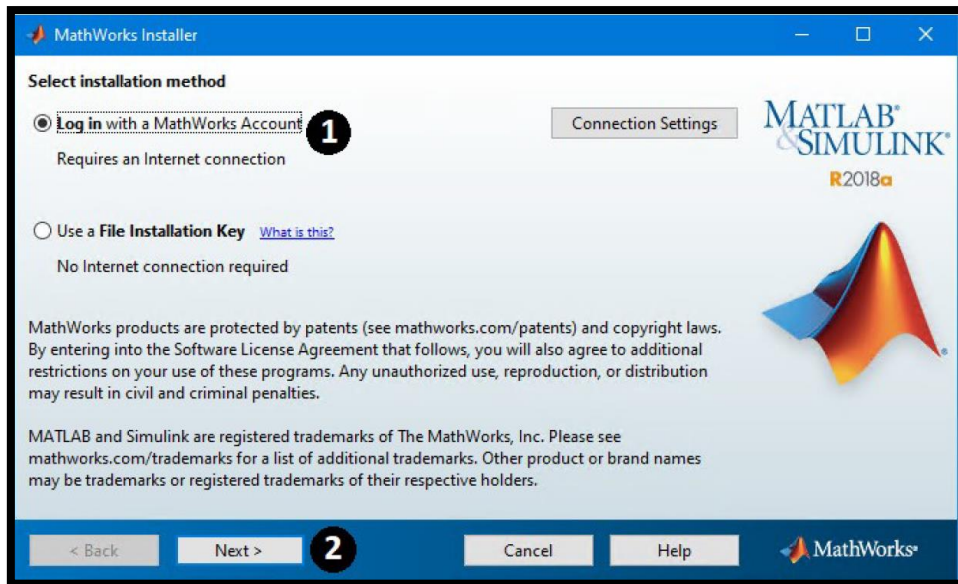 MathWorks Installer
Select installation method
Log in with a MathWorks Account
1
Connection Settings
Requires an Internet connection
MATLAB®
&SIMULINK®
R2018a
Use a File Installation Key What is this?
No Internet connection required
MathWorks products are protected by patents (see mathworks.com/patents) and copyright laws.
By entering into the Software License Agreement that follows, you will also agree to additional
restrictions on your use of these programs. Any unauthorized use, reproduction, or distribution
may result in civil and criminal penalties.
MATLAB and Simulink are registered trademarks of The MathWorks, Inc. Please see
mathworks.com/trademarks for a list of additional trademarks. Other product or brand names
may be trademarks or registered trademarks of their respective holders.
< Back
Next >
2
Cancel
Help
MathWorks®